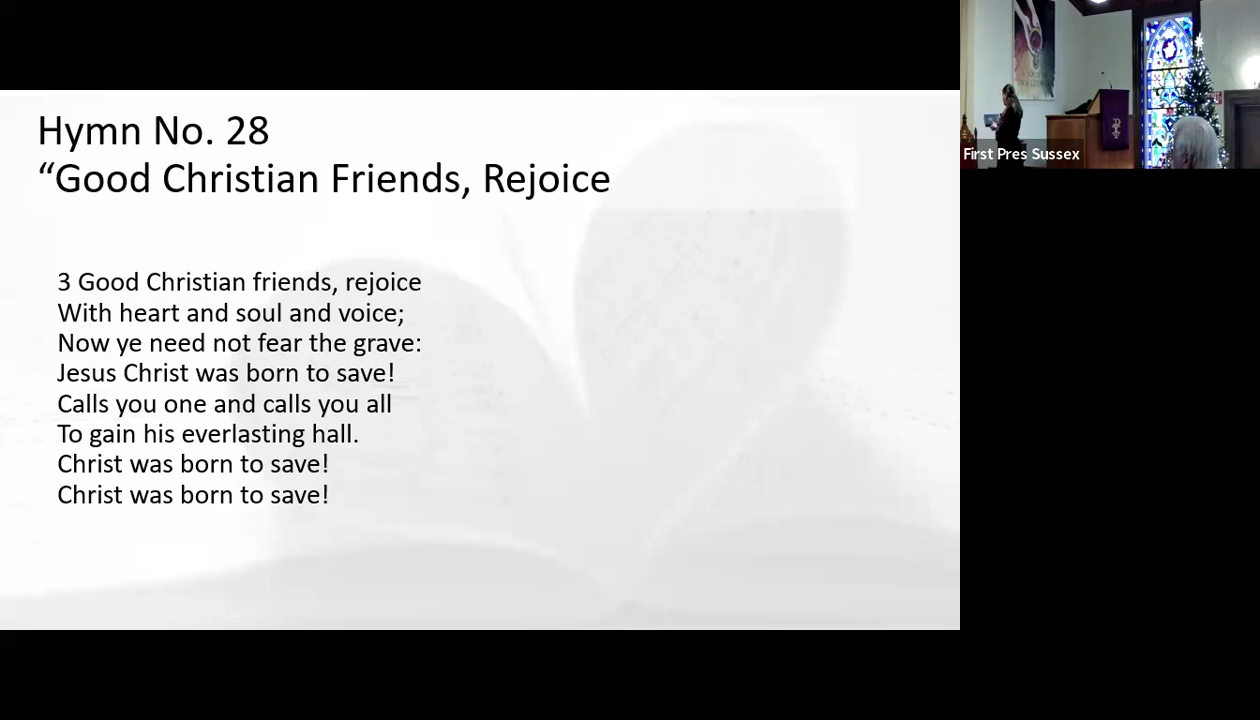 Hymn No. 28
“Good Christian Friends, Rejoice
3 Good Christian friends, rejoice
With heart and soul and voice;
Now ye need not fear the grave:
Jesus Christ was born to save!
Calls you one and calls you all
To gain his everlasting hall.
Christ was born to save!
Christ was born to save!
First Pres Sussex